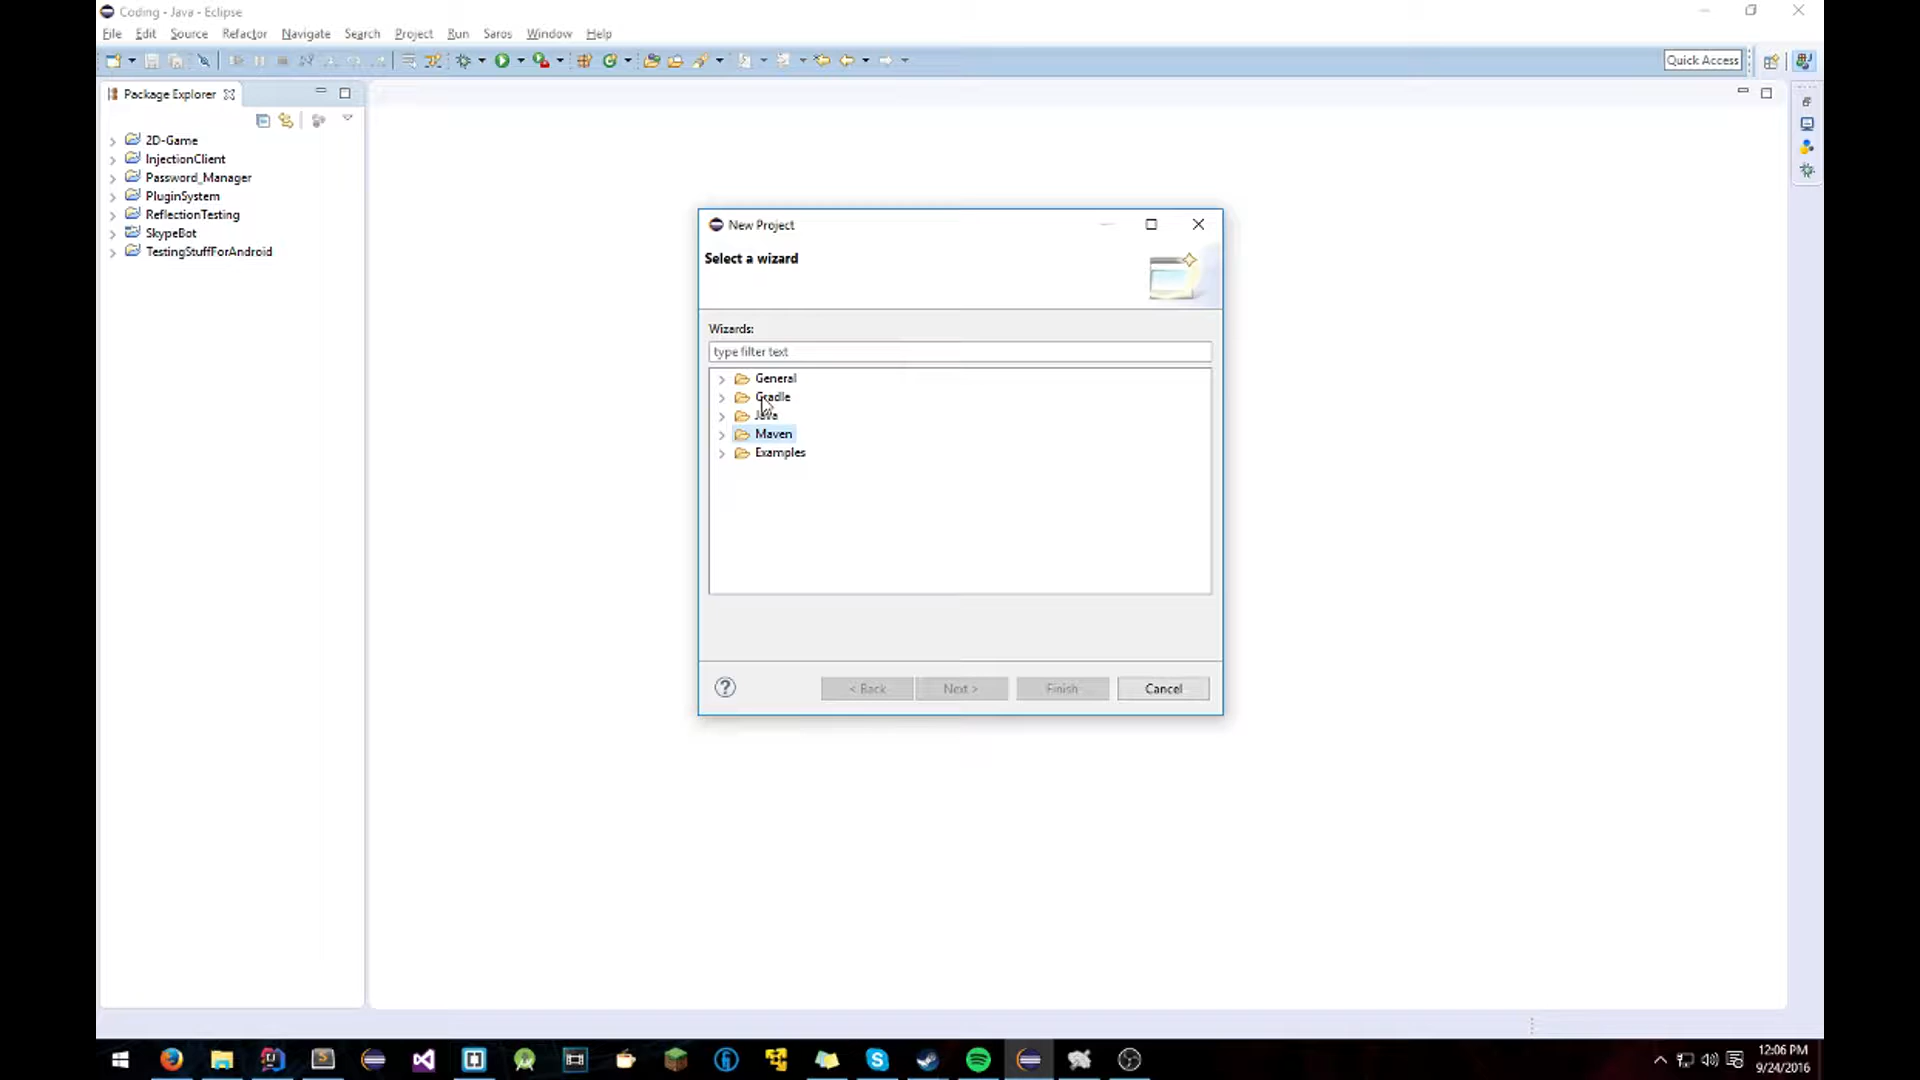 Coding - Java - Eclipse
File Edit Source Refactor Navigate Search Project Run Saros Window Help
Quick Access
Package Explorer
2D-Game
InjectionClient
Password_Manager
PluginSystem
ReflectionTesting
SkypeBot
TestingStuffForAndroid
New Project
Select a wizard
Wizards:
type filter text
General
Gradle
Java
Maven
Examples
< Back Next > Finish Cancel
12:06 PM
9/24/2016